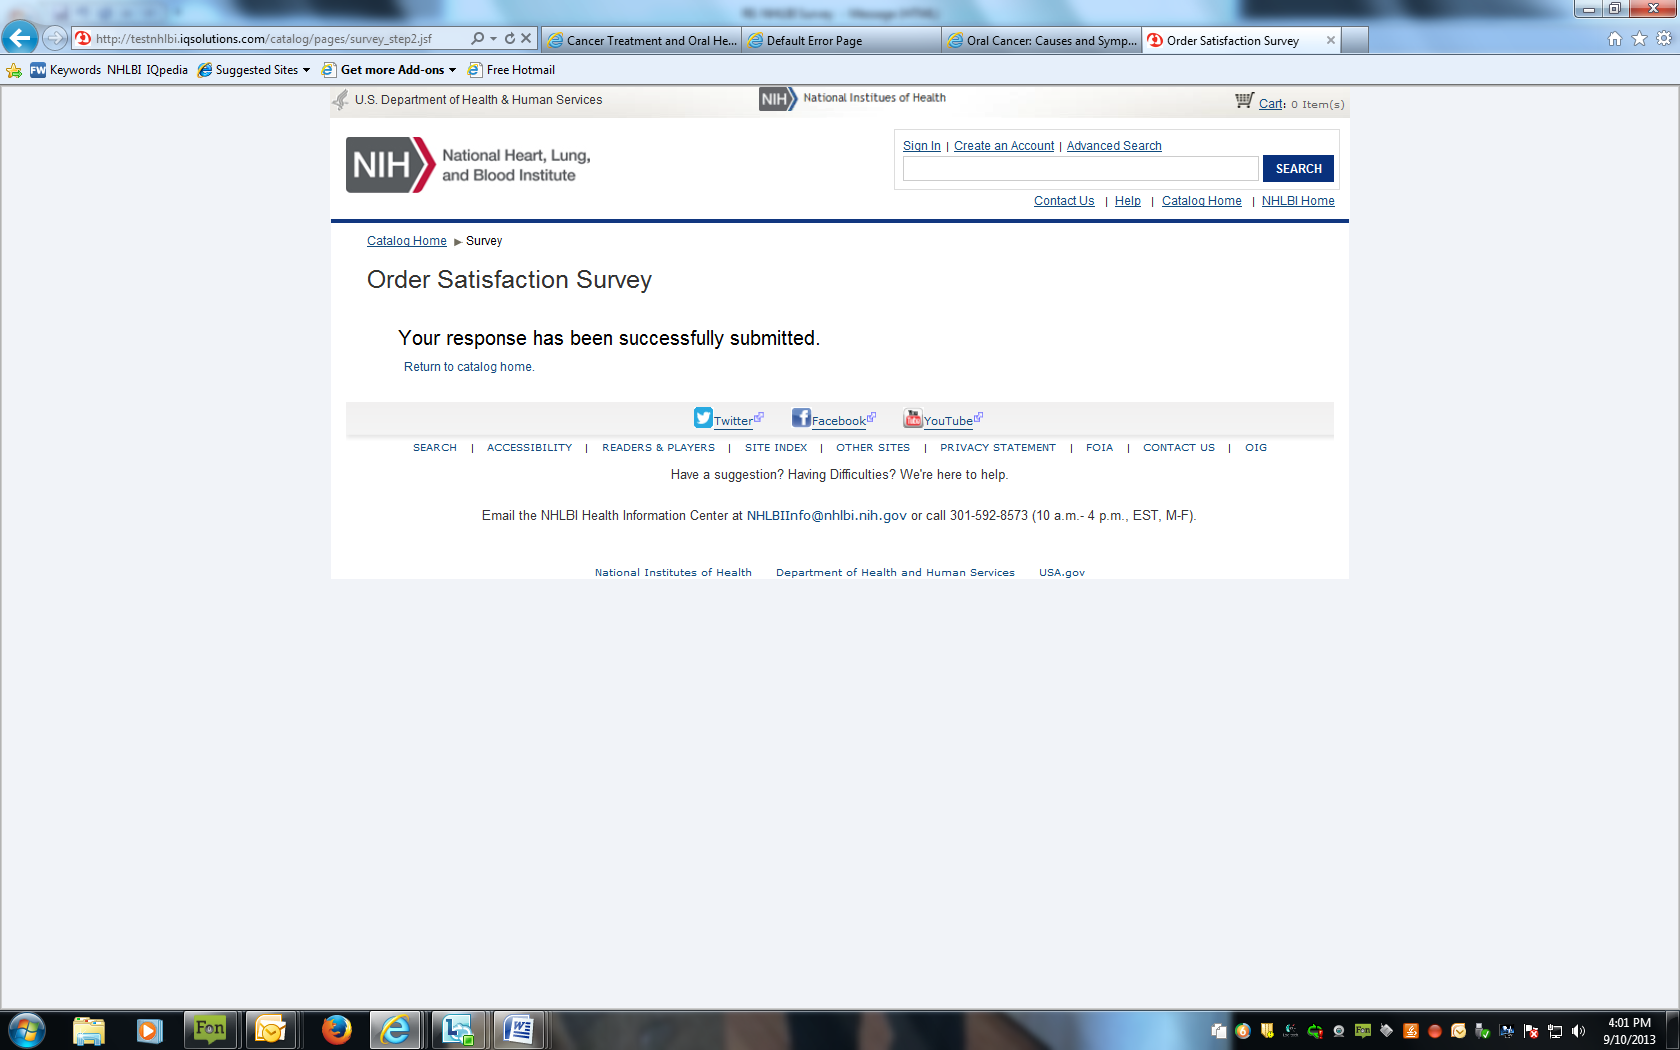 http://testnhlbi.iqsolutions.com/catalog/pages/survey_step2.jsf
Cancer Treatment and Oral He...
Default Error Page
Oral Cancer: Causes and Symp...
Order Satisfaction Survey
FW Keywords NHLBI IQpedia Suggested Sites Get more Add-ons Free Hotmail
U.S. Department of Health & Human Services
NIH National Institues of Health
Cart: 0 Item(s)
NIH National Heart, Lung,
and Blood Institute
Sign In | Create an Account | Advanced Search
SEARCH
Contact Us | Help | Catalog Home | NHLBI Home
Catalog Home ▶ Survey
Order Satisfaction Survey
Your response has been successfully submitted.
Return to catalog home.
Twitter Facebook YouTube
SEARCH | ACCESSIBILITY | READERS & PLAYERS | SITE INDEX | OTHER SITES | PRIVACY STATEMENT | FOIA | CONTACT US | OIG
Have a suggestion? Having Difficulties? We're here to help.
Email the NHLBI Health Information Center at NHLBIInfo@nhlbi.nih.gov or call 301-592-8573 (10 a.m.- 4 p.m., EST, M-F).
National Institutes of Health Department of Health and Human Services USA.gov
Fon
4:01 PM
9/10/2013